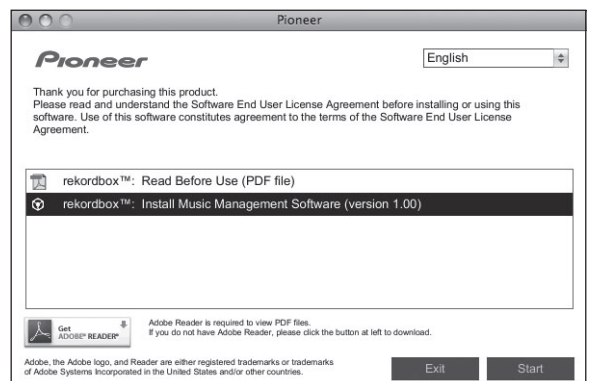 Pioneer
Pioneer
English
Thank you for purchasing this product.
Please read and understand the Software End User License Agreement before installing or using this
software. Use of this software constitutes agreement to the terms of the Software End User License
Agreement.
rekordbox™: Read Before Use (PDF file)
rekordbox™: Install Music Management Software (version 1.00)
Get
ADOBE® READER®
Adobe Reader is required to view PDF files.
If you do not have Adobe Reader, please click the button at left to download.
Adobe, the Adobe logo, and Reader are either registered trademarks or trademarks
of Adobe Systems Incorporated in the United States and/or other countries.
Exit
Start